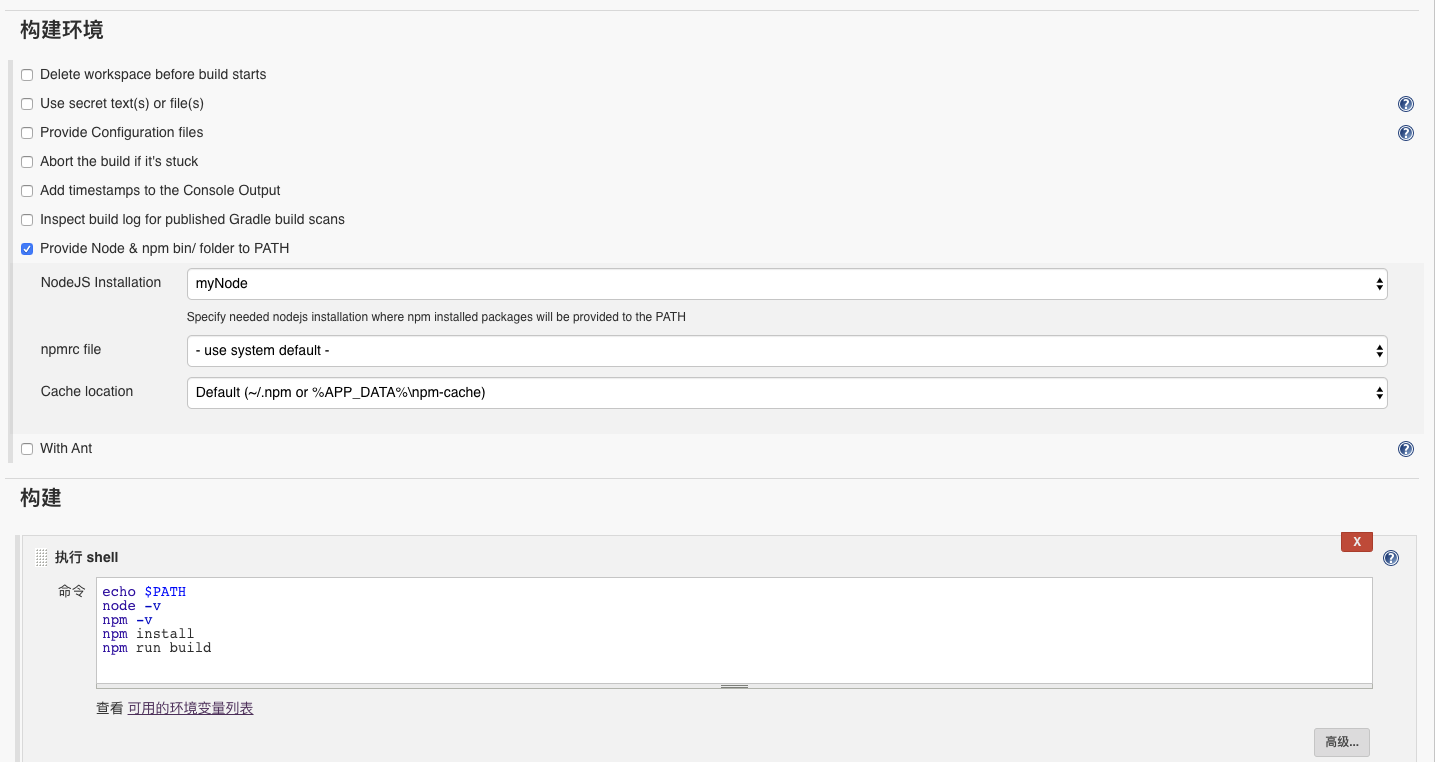 构建环境
Delete workspace before build starts
Use secret text(s) or file(s)
Provide Configuration files
Abort the build if it's stuck
Add timestamps to the Console Output
Inspect build log for published Gradle build scans
Provide Node & npm bin/ folder to PATH
NodeJS Installation myNode
Specify needed nodejs installation where npm installed packages will be provided to the PATH
npmrc file - use system default -
Cache location Default (~/.npm or %APP_DATA%\npm-cache)
With Ant
构建
X
执行 shell
命令 echo $PATH
node -v
npm -v
npm install
npm run build
查看 可用的环境变量列表
高级...